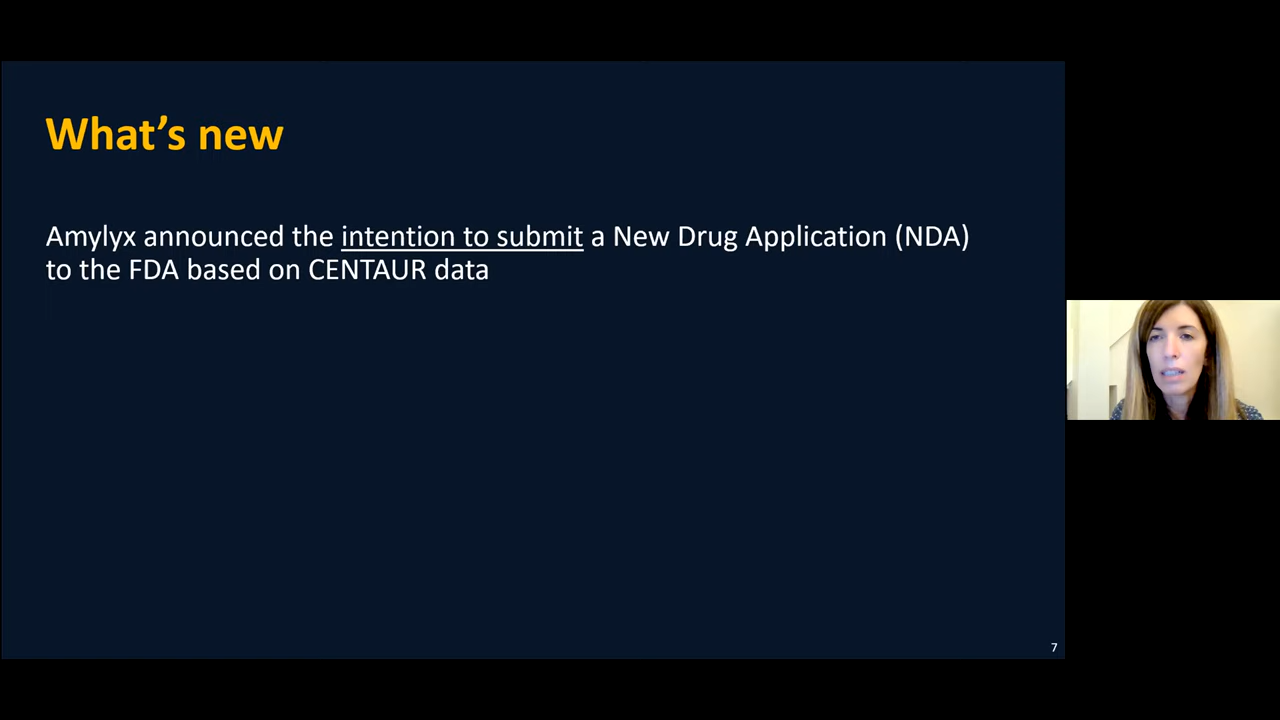 What’s new
Amylyx announced the intention to submit a New Drug Application (NDA)
to the FDA based on CENTAUR data
7